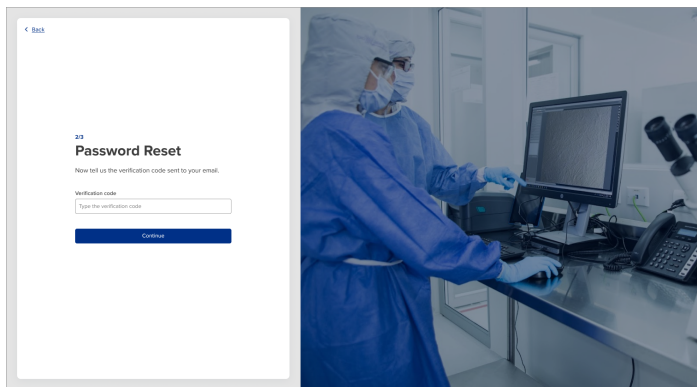 Back
2/3
Password Reset
Now tell us the verification code sent to your email.
Verification code
Type the verification code
Continue